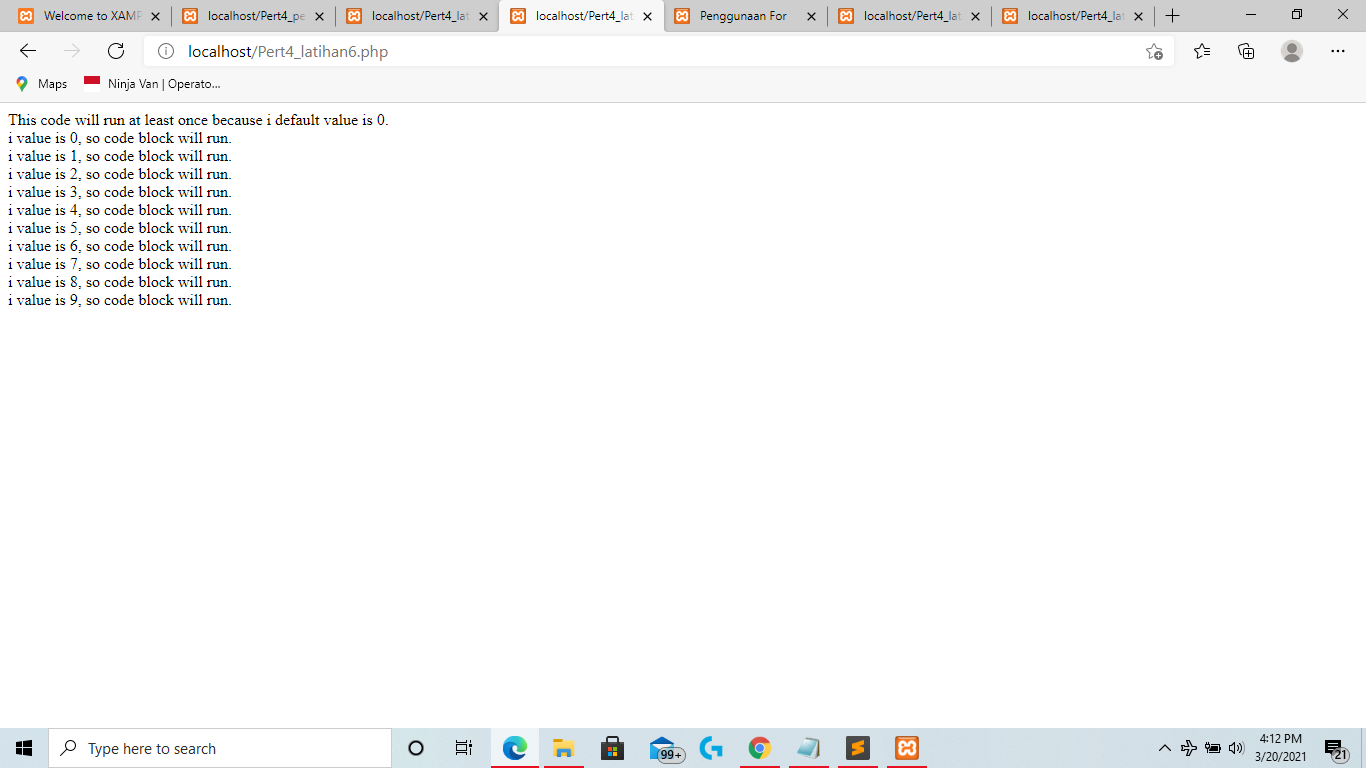 Welcome to XAMP
localhost/Pert4_pe
localhost/Pert4_lat
localhost/Pert4_lat
Penggunaan For
localhost/Pert4_lat
localhost/Pert4_lat
localhost/Pert4_latihan6.php
Maps
Ninja Van | Operato...
This code will run at least once because i default value is 0.
i value is 0, so code block will run.
i value is 1, so code block will run.
i value is 2, so code block will run.
i value is 3, so code block will run.
i value is 4, so code block will run.
i value is 5, so code block will run.
i value is 6, so code block will run.
i value is 7, so code block will run.
i value is 8, so code block will run.
i value is 9, so code block will run.
Type here to search
99+
4:12 PM
3/20/2021
21